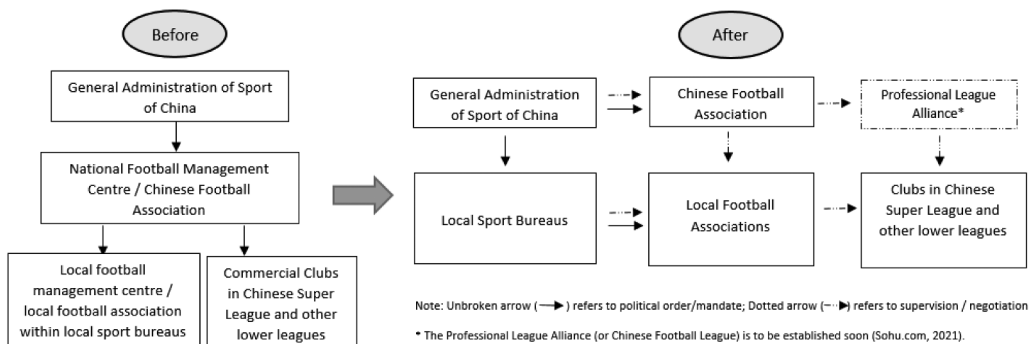 Before
General Administration of Sport
of China
National Football Management
Centre / Chinese Football
Association
Local football
management centre /
local football association
within local sport bureaus
Commercial Clubs
in Chinese Super
League and other
lower leagues
After
General Administration
of Sport of China
Chinese Football
Association
Professional League
Alliance*
Local Sport Bureaus
Local Football
Associations
Clubs in Chinese
Super League and
other lower leagues
Note: Unbroken arrow ( ) refers to political order/mandate; Dotted arrow ( ) refers to supervision / negotiation
* The Professional League Alliance (or Chinese Football League) is to be established soon (Sohu.com, 2021).